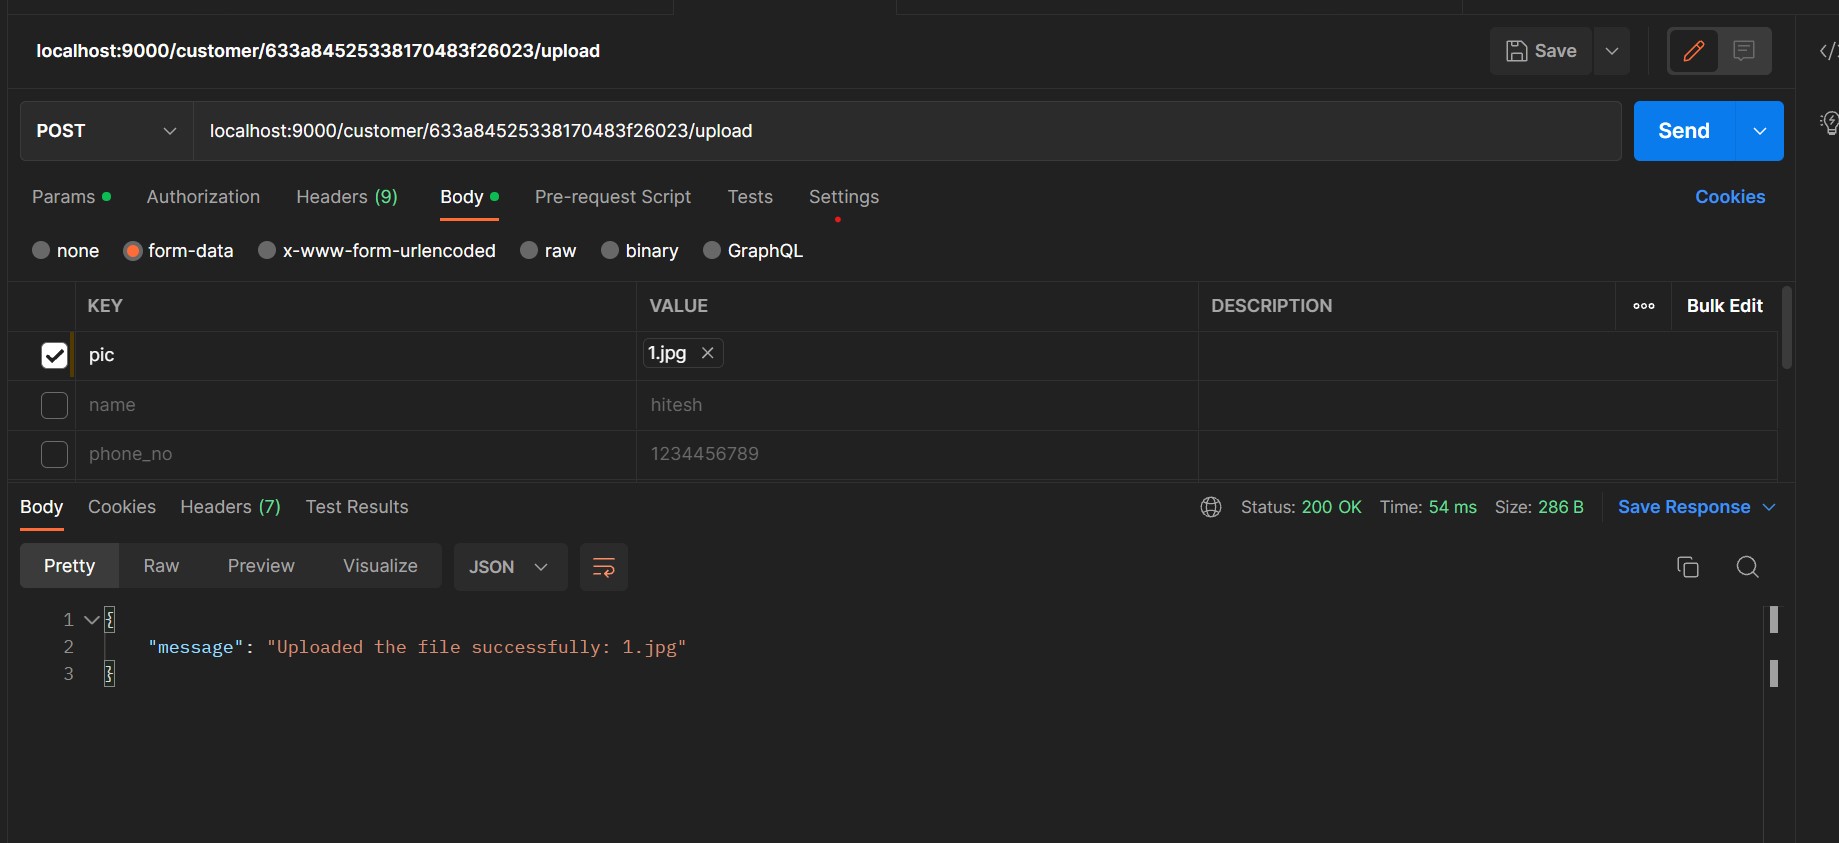 localhost:9000/customer/633a84525338170483f26023/upload
Save
POST
localhost:9000/customer/633a84525338170483f26023/upload
Send
Params Authorization Headers (9) Body Pre-request Script Tests Settings Cookies
none form-data x-www-form-urlencoded raw binary GraphQL
KEY VALUE DESCRIPTION Bulk Edit
pic 1.jpg
name hitesh
phone_no 1234456789
Body Cookies Headers (7) Test Results Status: 200 OK Time: 54 ms Size: 286 B Save Response
Pretty Raw Preview Visualize JSON
1 {
2 "message": "Uploaded the file successfully: 1.jpg"
3 }